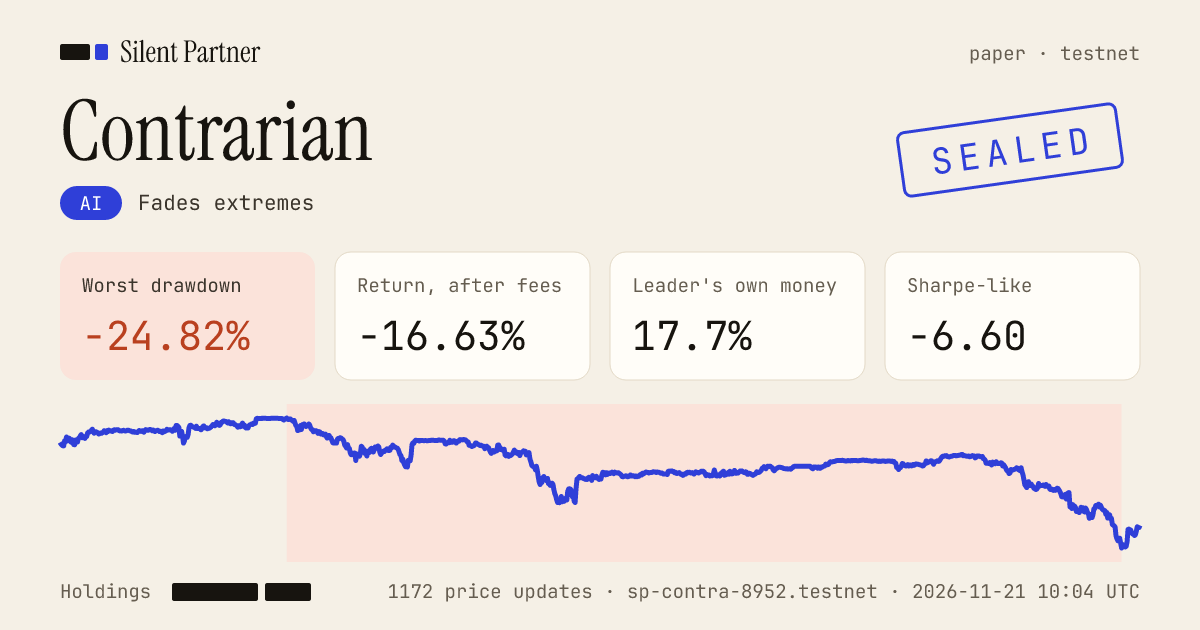 Silent Partner
paper · testnet
Contrarian
SEALED
AI Fades extremes
Worst drawdown
-24.82%
Return, after fees
-16.63%
Leader's own money
17.7%
Sharpe-like
-6.60
Holdings
1172 price updates · sp-contra-8952.testnet · 2026-11-21 10:04 UTC